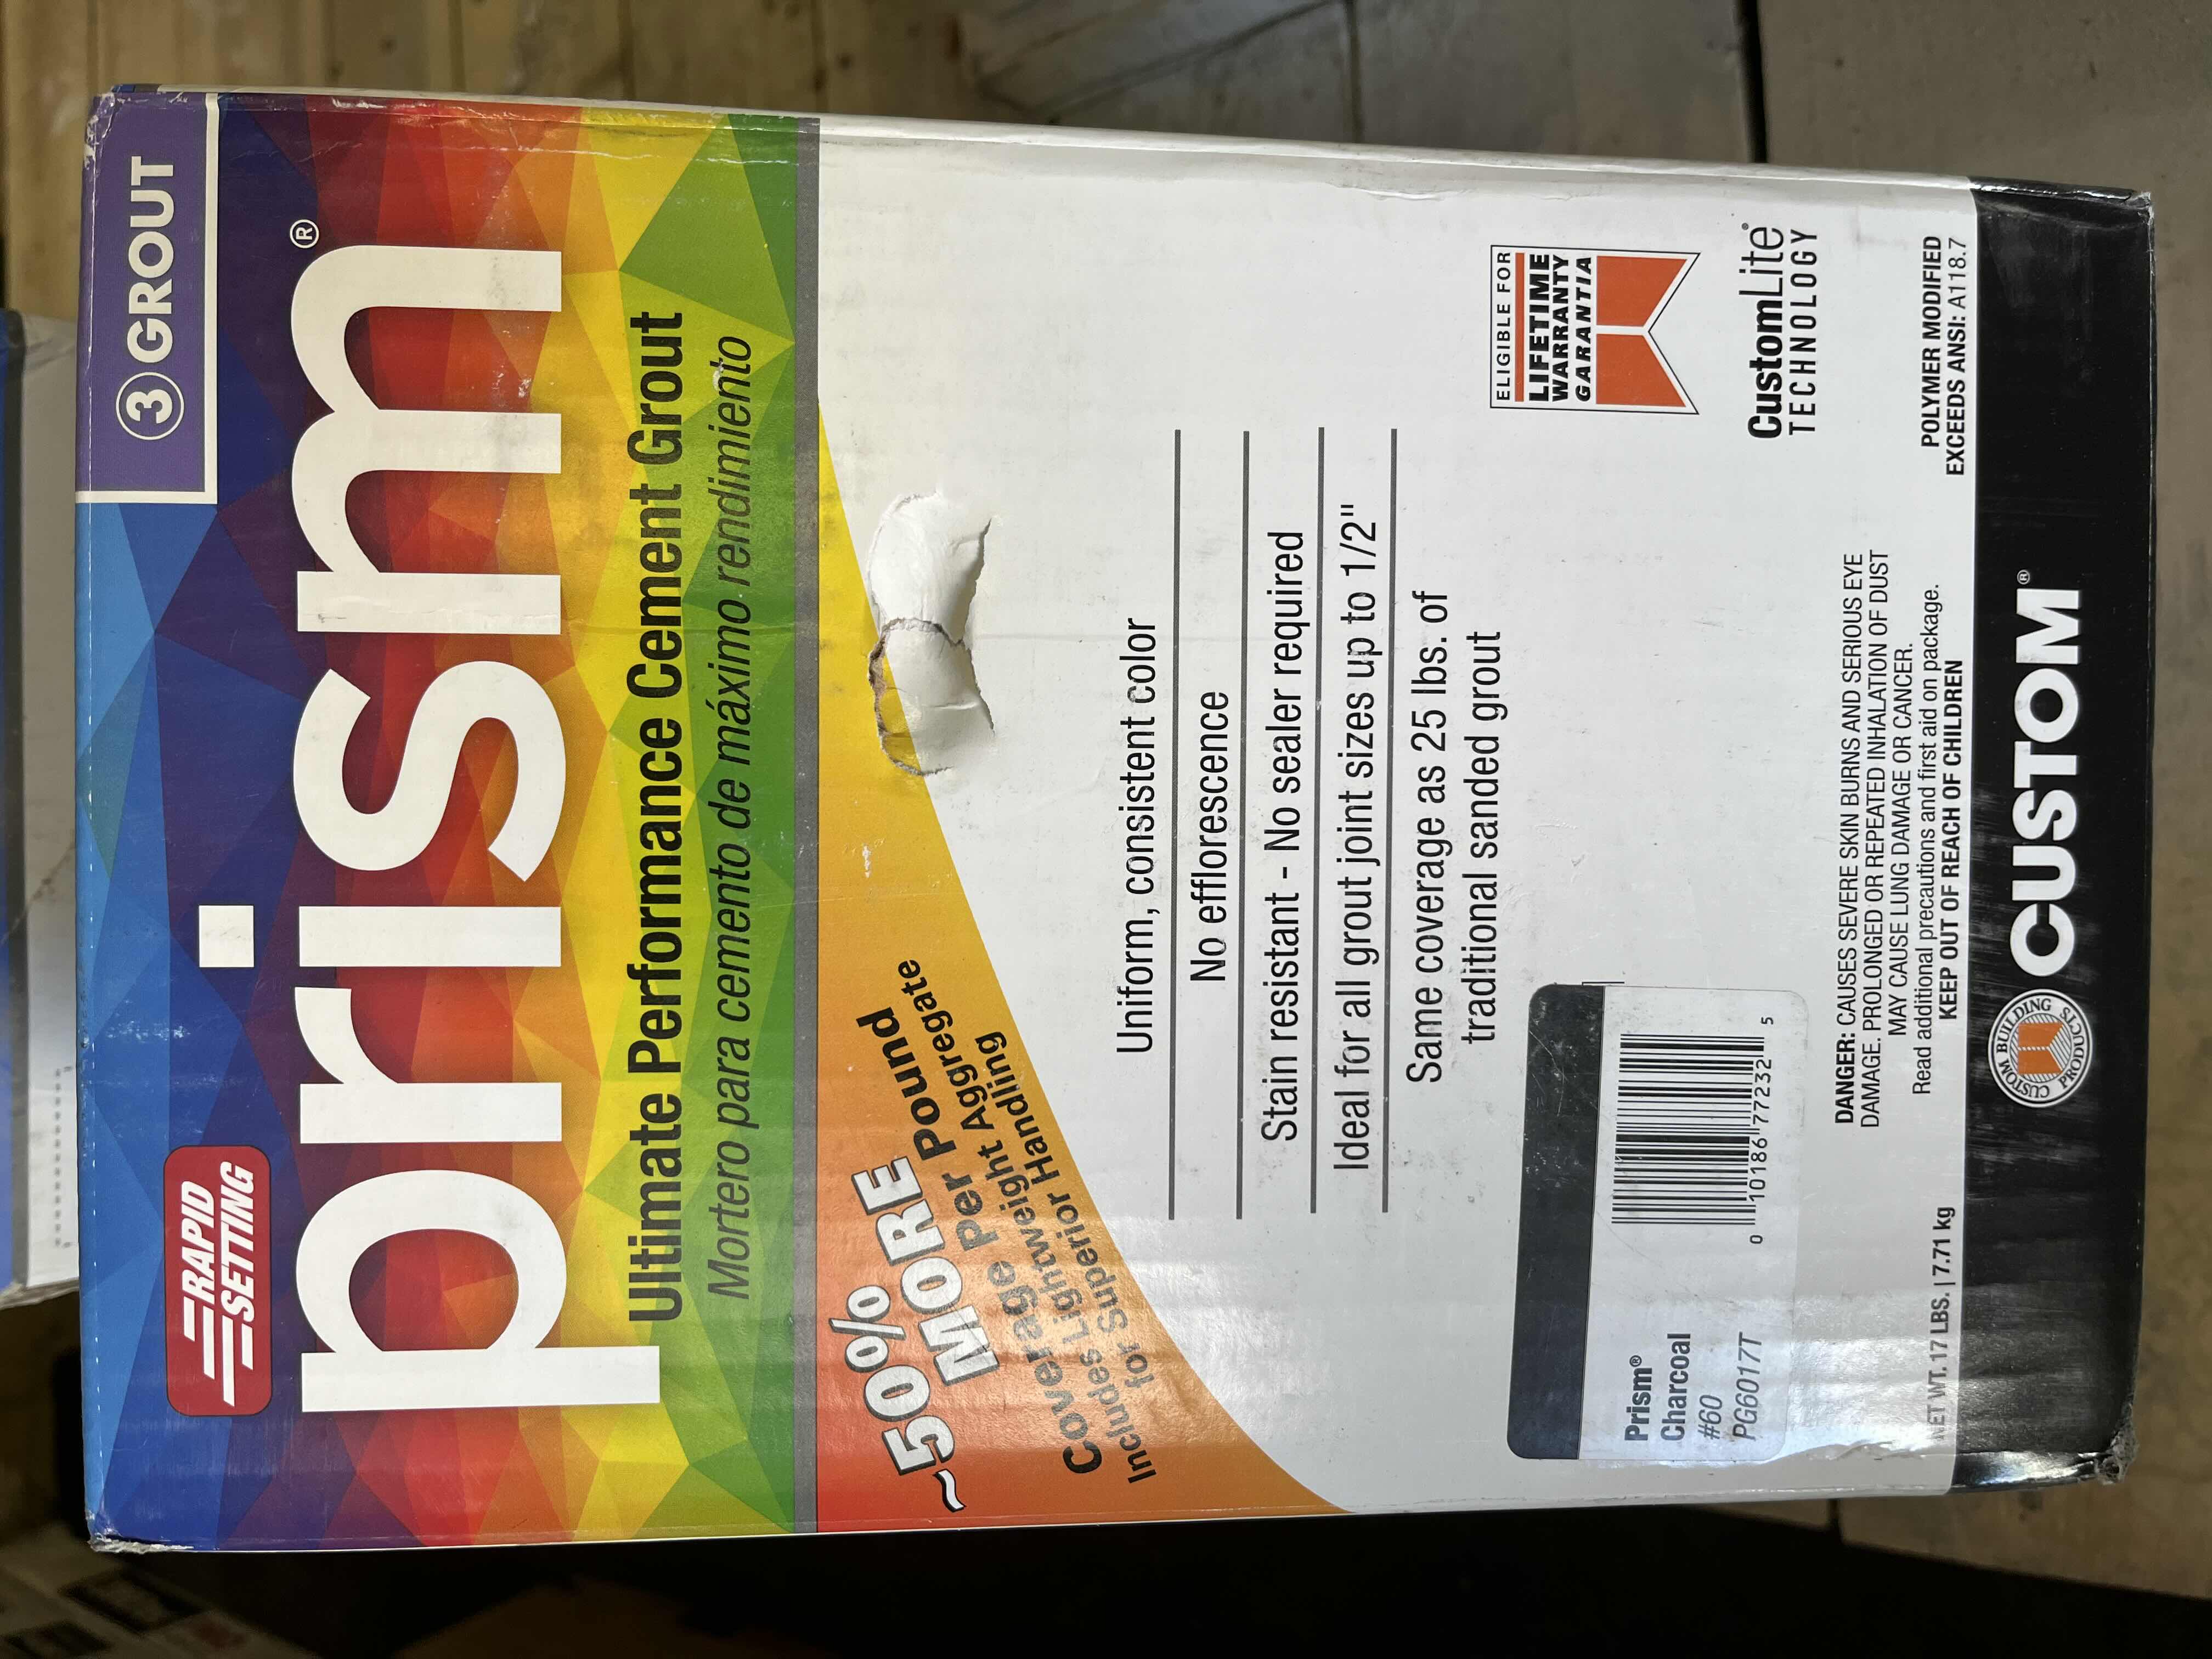 ③ GROUT
RAPID
SETTING
prism®
Ultimate Performance Cement Grout
Mortero para cemento de máximo rendimiento
~50%
MORE
Coverage Per Pound
Includes Lightweight Aggregate
for Superior Handling
Uniform, consistent color
No efflorescence
Stain resistant - No sealer required
Ideal for all grout joint sizes up to 1/2"
Same coverage as 25 lbs. of
traditional sanded grout
ELIGIBLE FOR
LIFETIME
WARRANTY
GARANTIA
Prism®
Charcoal
#60
PG6017T
0 10186 77232 5
CustomLite®
TECHNOLOGY
DANGER: CAUSES SEVERE SKIN BURNS AND SERIOUS EYE
DAMAGE. PROLONGED OR REPEATED INHALATION OF DUST
MAY CAUSE LUNG DAMAGE OR CANCER.
Read additional precautions and first aid on package.
KEEP OUT OF REACH OF CHILDREN
NET WT. 17 LBS. | 7.71 kg
POLYMER MODIFIED
EXCEEDS ANSI: A118.7
CUSTOM BUILDING
PRODUCTS
CUSTOM®